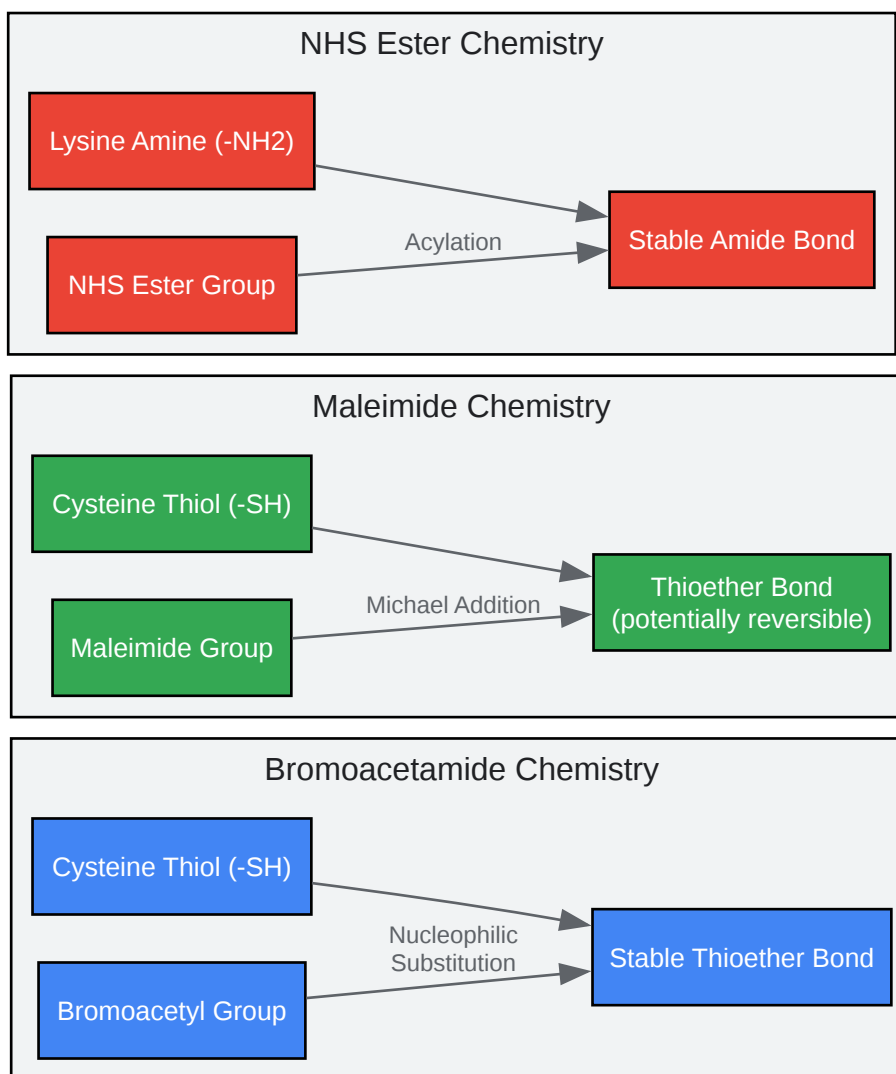 NHS Ester Chemistry
Lysine Amine (-NH2)
Acylation
NHS Ester Group
Stable Amide Bond
Maleimide Chemistry
Cysteine Thiol (-SH)
Michael Addition
Maleimide Group
Thioether Bond
(potentially reversible)
Bromoacetamide Chemistry
Cysteine Thiol (-SH)
Nucleophilic
Substitution
Bromoacetyl Group
Stable Thioether Bond